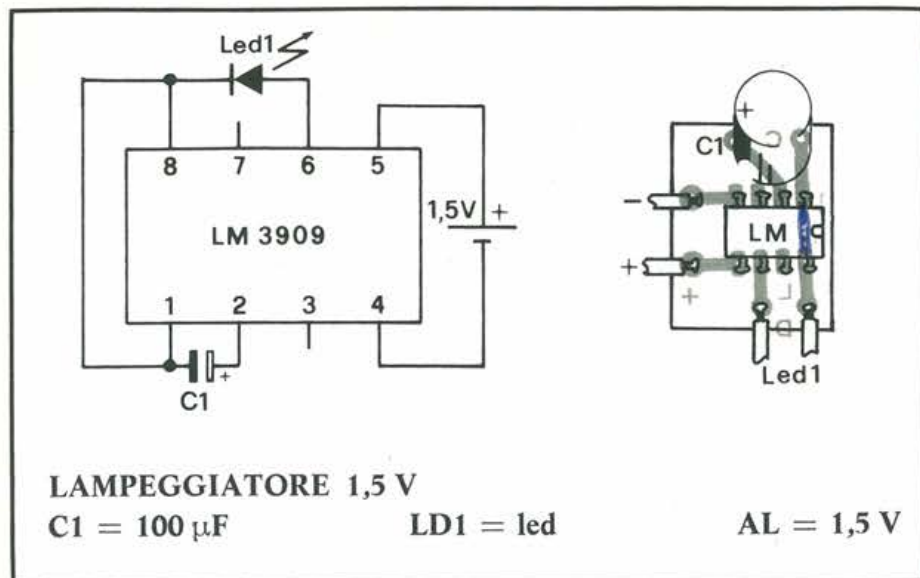 Led1
8 7 6 5
1,5V +
LM 3909
1 2 3 4
+
C1
+
C1
-
LM
+
+
L
D
Led1
LAMPEGGIATORE 1,5 V
C1 = 100 µF LD1 = led AL = 1,5 V